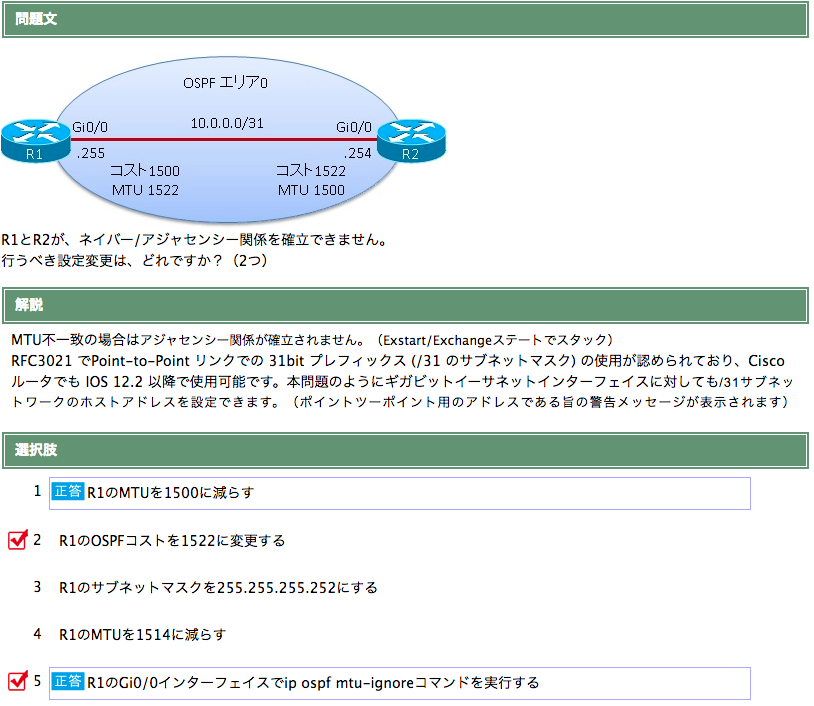 問題文
OSPF エリア0
Gi0/0
10.0.0.0/31
Gi0/0
R1
.255
.254
R2
コスト1500
コスト1522
MTU 1522
MTU 1500
R1とR2が、ネイバー/アジャセンシー関係を確立できません。
行うべき設定変更は、どれですか？（2つ）
解説
MTU不一致の場合はアジャセンシー関係が確立されません。（Exstart/Exchangeステートでスタック）
RFC3021 でPoint-to-Point リンクでの 31bit プレフィックス (/31 のサブネットマスク) の使用が認められており、Cisco
ルータでも IOS 12.2 以降で使用可能です。本問題のようにギガビットイーサネットインターフェイスに対しても/31サブネッ
トワークのホストアドレスを設定できます。（ポイントツーポイント用のアドレスである旨の警告メッセージが表示されます）
選択肢
1 正答 R1のMTUを1500に減らす
2 R1のOSPFコストを1522に変更する
3 R1のサブネットマスクを255.255.255.252にする
4 R1のMTUを1514に減らす
5 正答 R1のGi0/0インターフェイスでip ospf mtu-ignoreコマンドを実行する